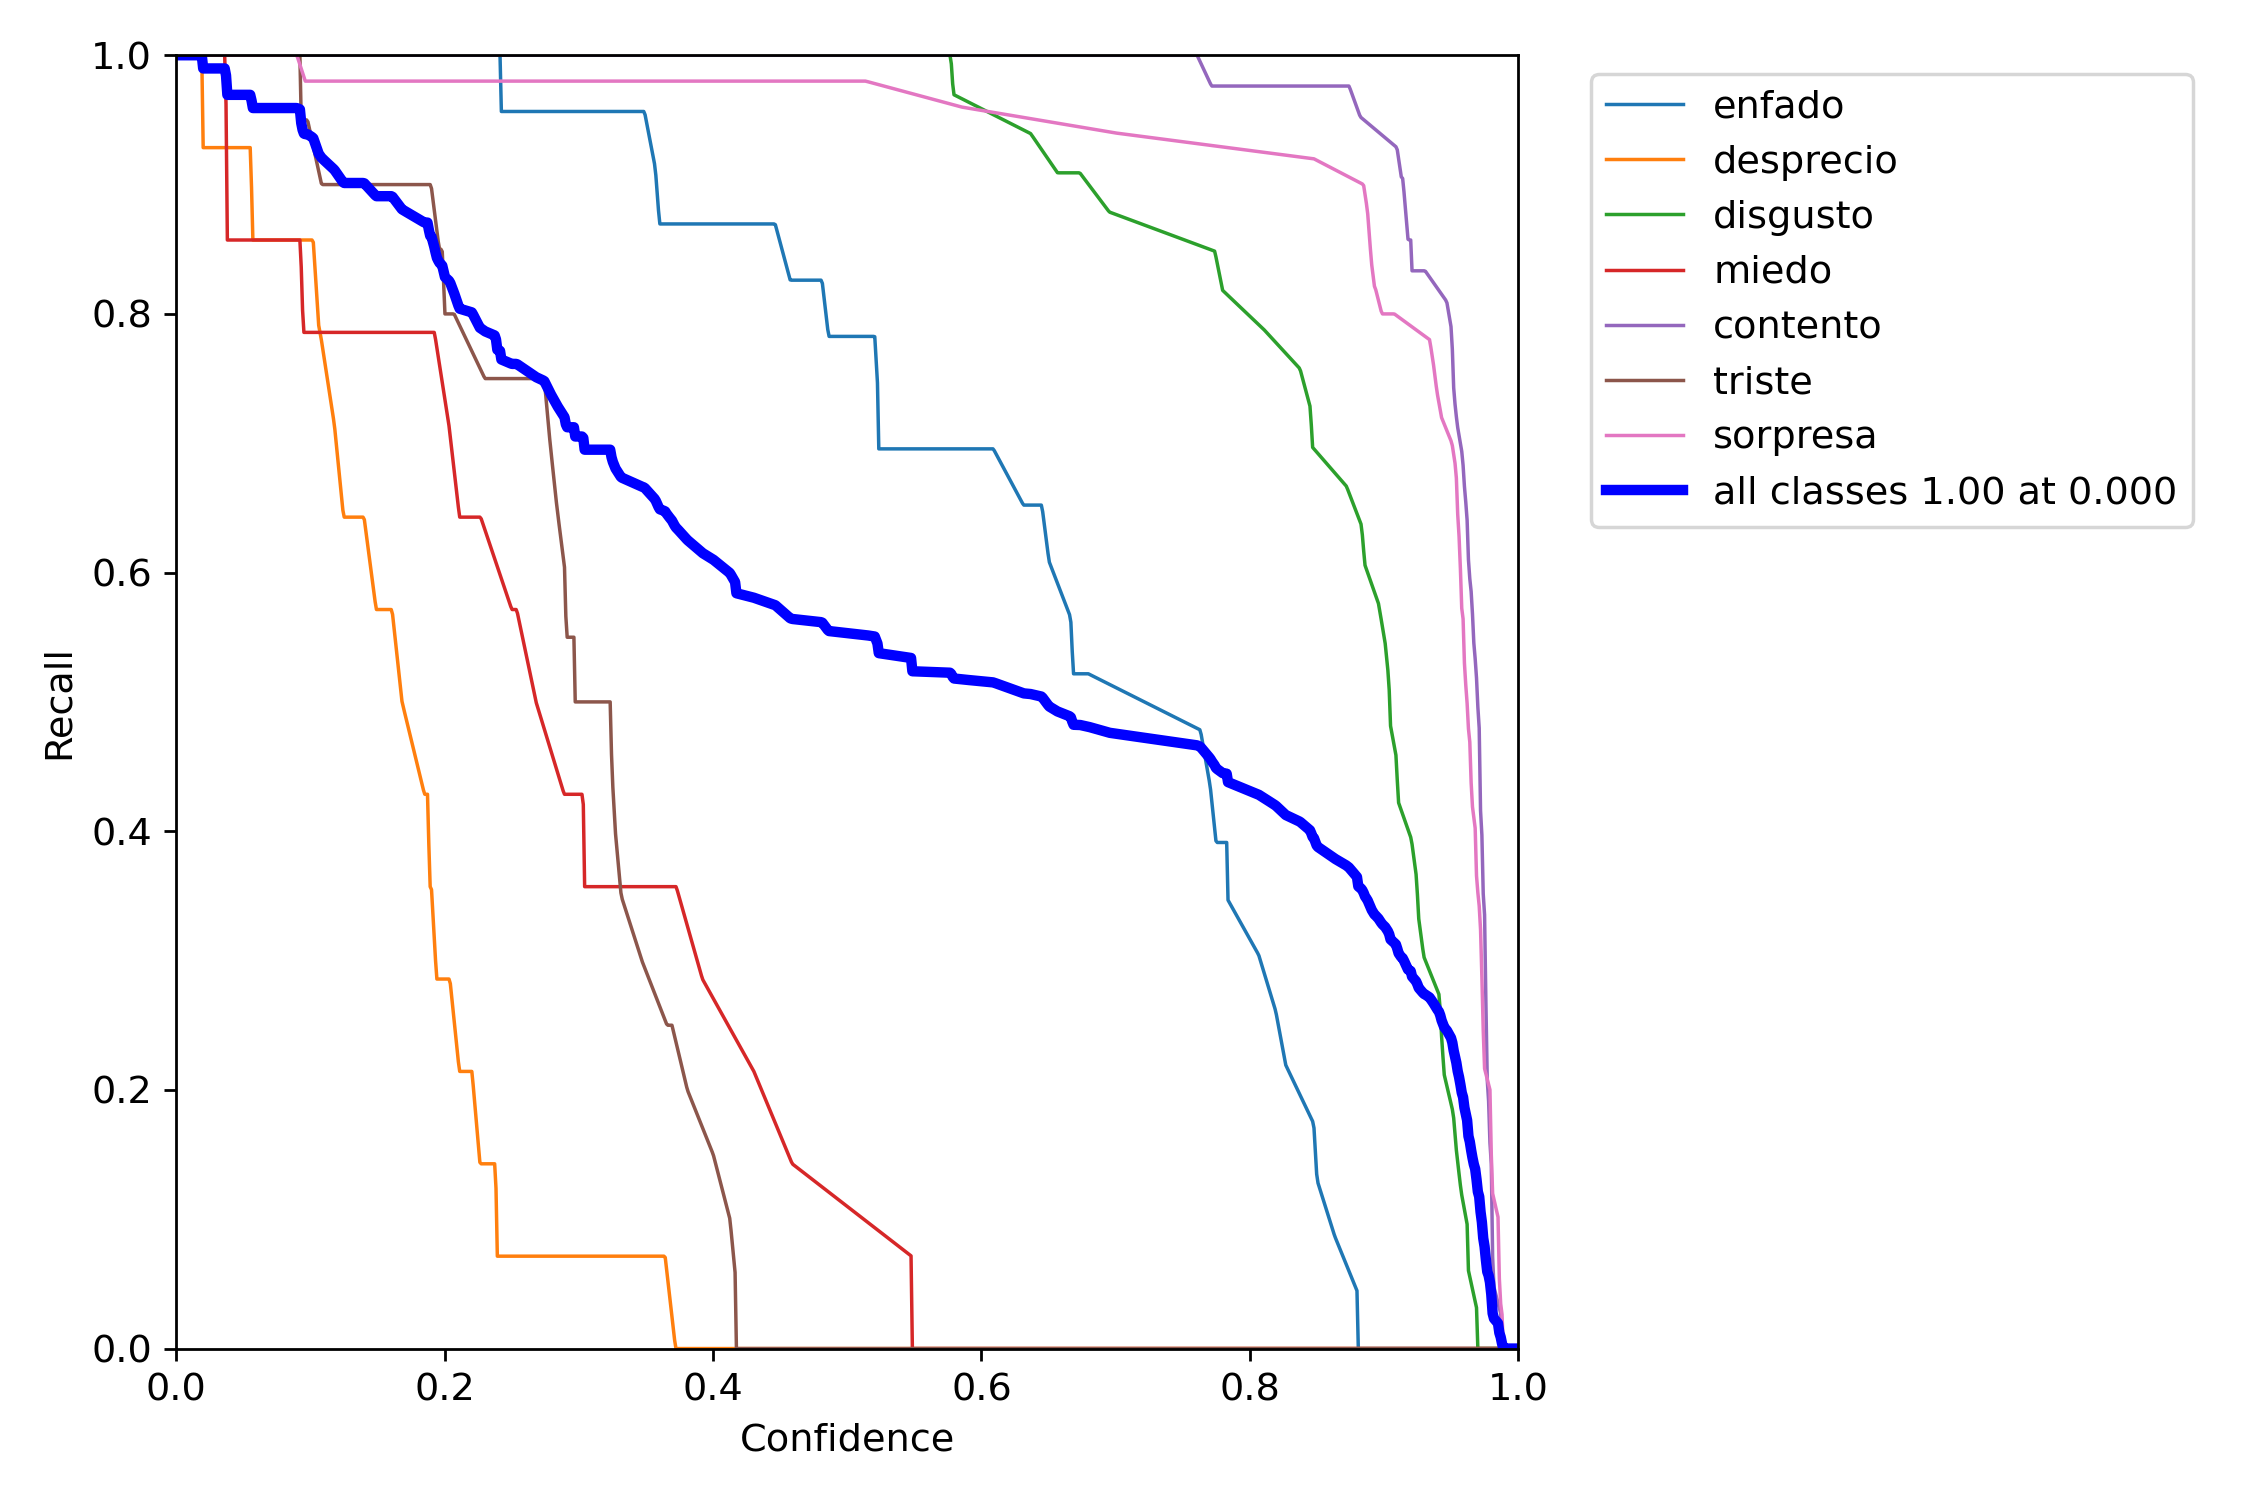 1.0
0.8
0.6
0.4
0.2
0.0
Recall
0.0 0.2 0.4 0.6 0.8 1.0
Confidence
enfado
desprecio
disgusto
miedo
contento
triste
sorpresa
all classes 1.00 at 0.000